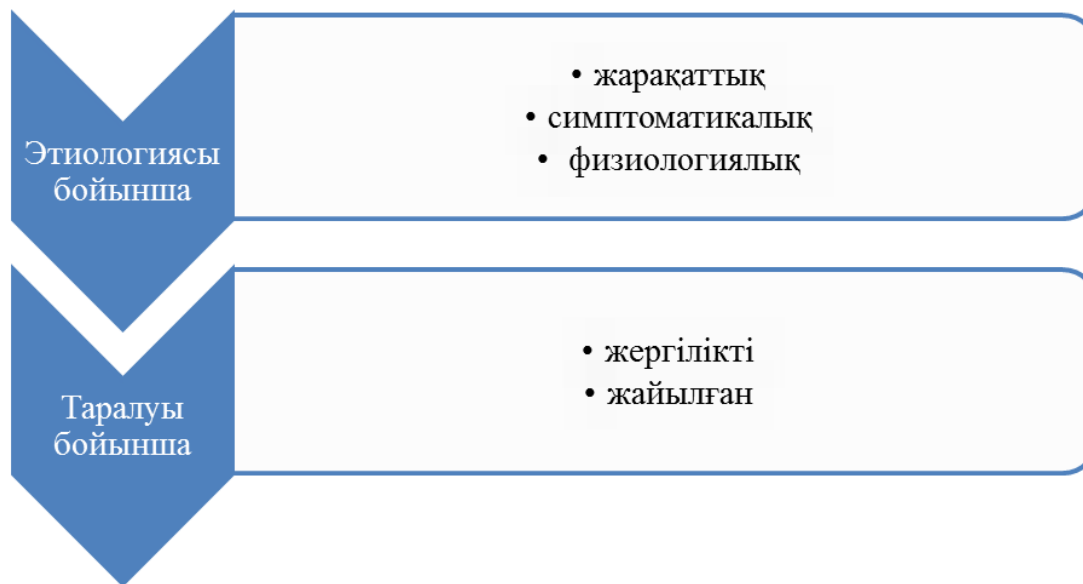 Этиологиясы
бойынша
• жарақаттық
• симптоматикалық
• физиологиялық
Таралуы
бойынша
• жергілікті
• жайылған